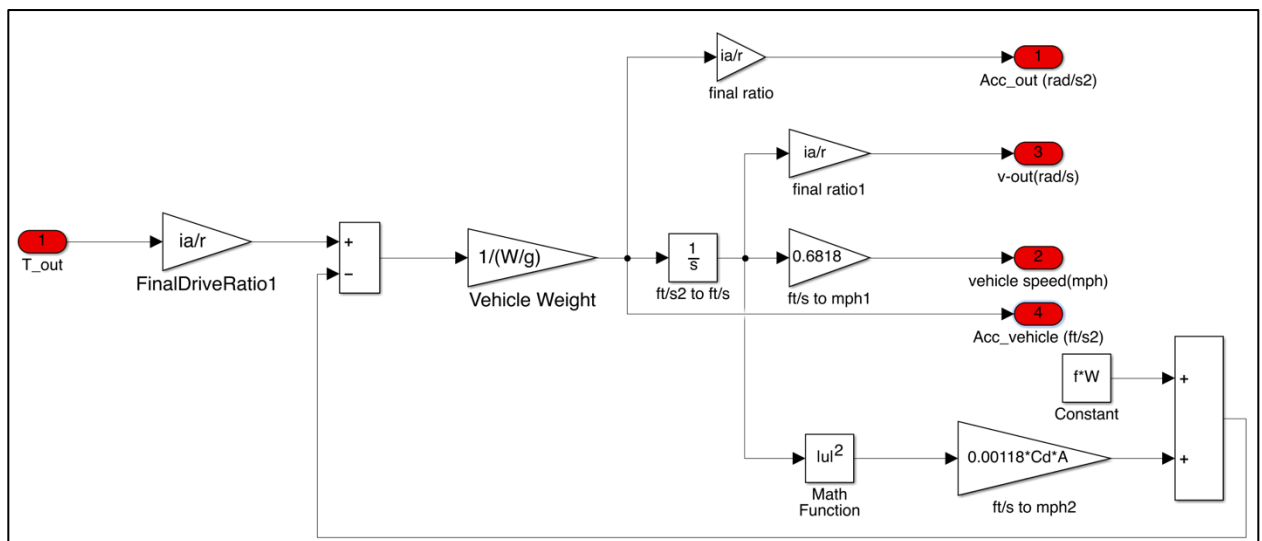 ia/r
final ratio
1
Acc_out (rad/s2)
ia/r
final ratio1
3
v-out(rad/s)
1
T_out
ia/r
FinalDriveRatio1
+
−
1/(W/g)
Vehicle Weight
1
s
ft/s2 to ft/s
0.6818
ft/s to mph1
2
vehicle speed(mph)
4
Acc_vehicle (ft/s2)
f*W
Constant
+
+
|u|2
Math
Function
0.00118*Cd*A
ft/s to mph2